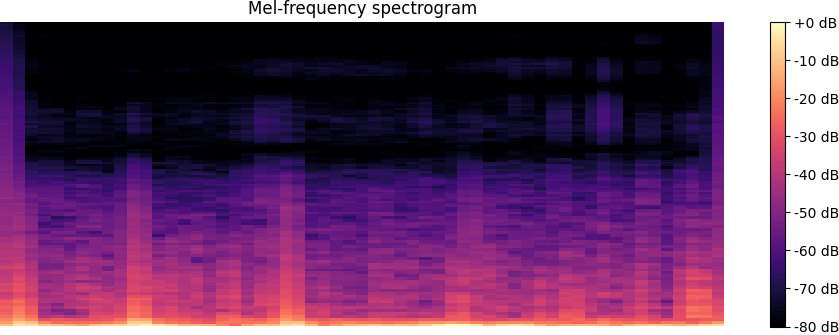 Mel-frequency spectrogram
+0 dB
-10 dB
-20 dB
-30 dB
-40 dB
-50 dB
-60 dB
-70 dB
-80 dB